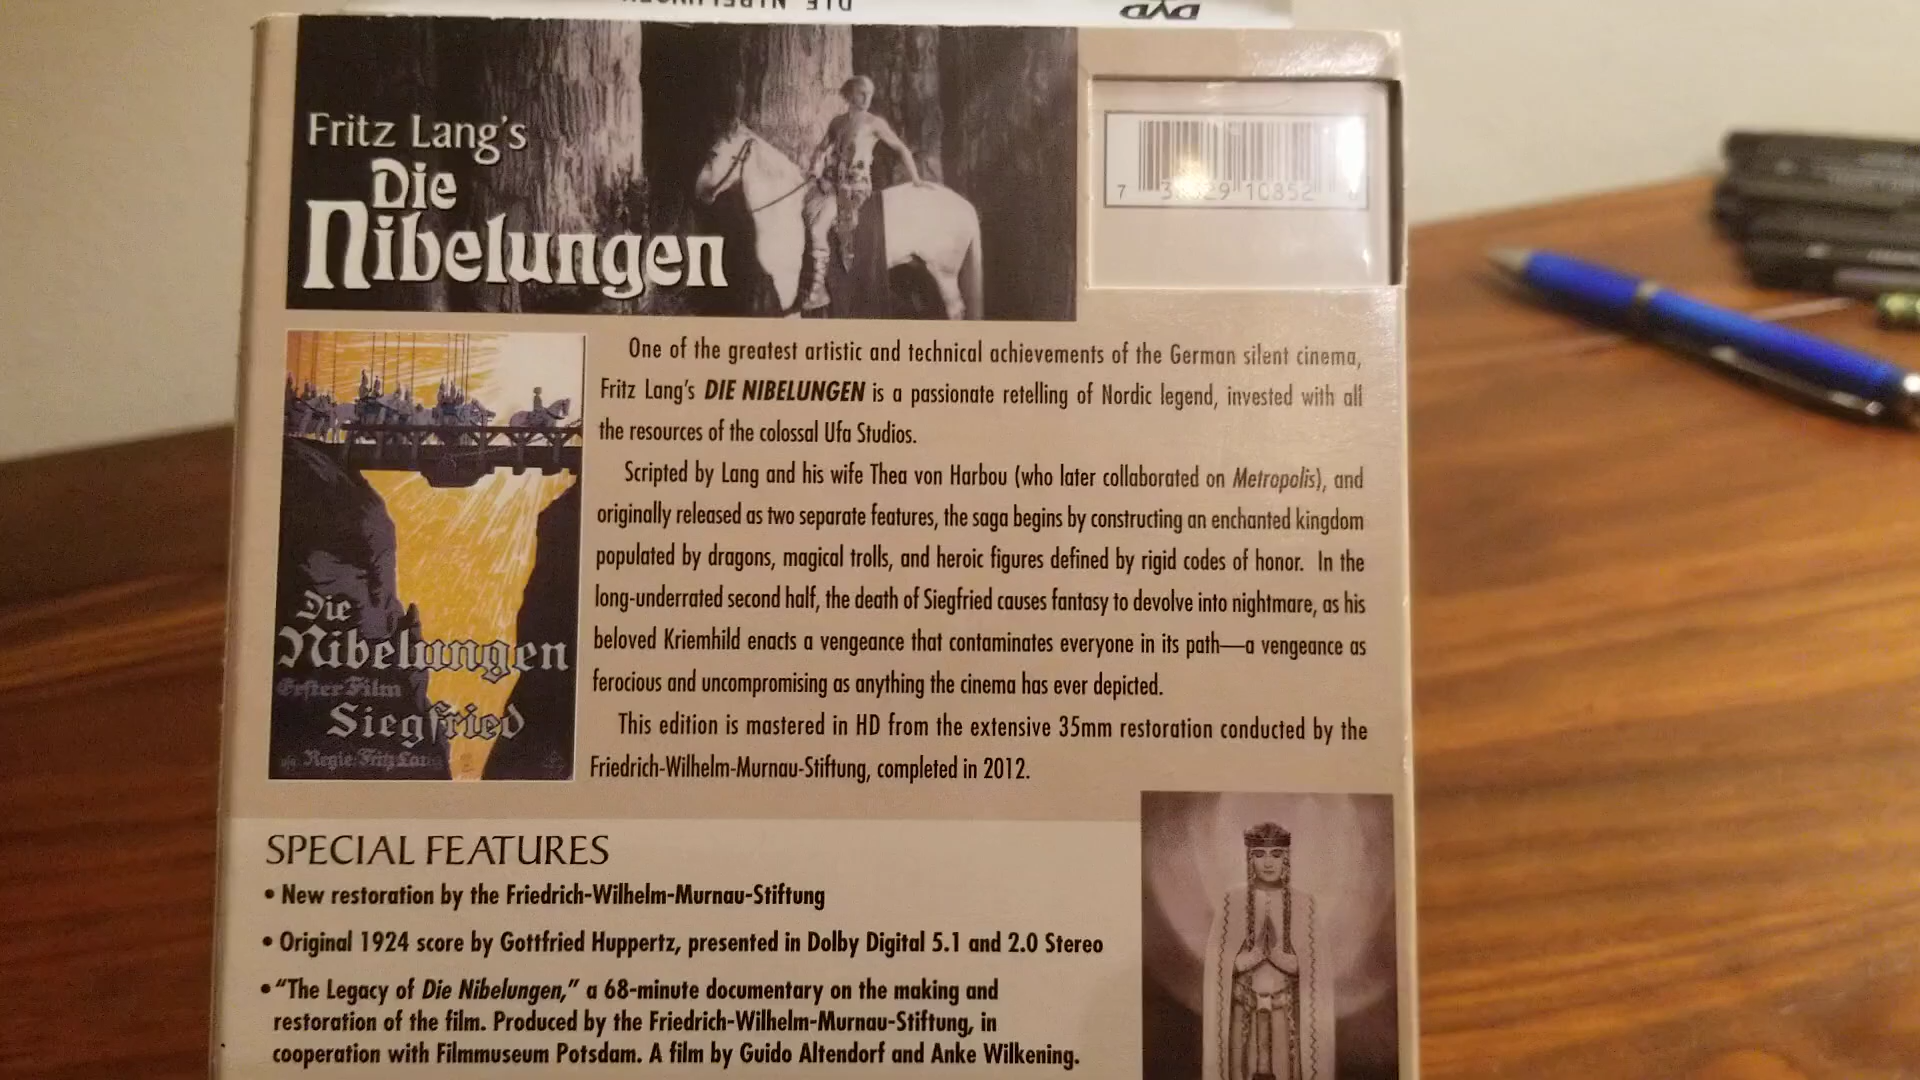 DVD
Fritz Lang's
Die
Nibelungen
One of the greatest artistic and technical achievements of the German silent cinema,
Fritz Lang's DIE NIBELUNGEN is a passionate retelling of Nordic legend, invested with all
the resources of the colossal Ufa Studios.
Scripted by Lang and his wife Thea von Harbou (who later collaborated on Metropolis), and
originally released as two separate features, the saga begins by constructing an enchanted kingdom
populated by dragons, magical trolls, and heroic figures defined by rigid codes of honor. In the
long-underrated second half, the death of Siegfried causes fantasy to devolve into nightmare, as his
beloved Kriemhild enacts a vengeance that contaminates everyone in its path—a vengeance as
ferocious and uncompromising as anything the cinema has ever depicted.
This edition is mastered in HD from the extensive 35mm restoration conducted by the
Friedrich-Wilhelm-Murnau-Stiftung, completed in 2012.
Die
Nibelungen
Erster Film
Siegfried
Regie: Fritz Lang
SPECIAL FEATURES
• New restoration by the Friedrich-Wilhelm-Murnau-Stiftung
• Original 1924 score by Gottfried Huppertz, presented in Dolby Digital 5.1 and 2.0 Stereo
• "The Legacy of Die Nibelungen," a 68-minute documentary on the making and
restoration of the film. Produced by the Friedrich-Wilhelm-Murnau-Stiftung, in
cooperation with Filmmuseum Potsdam. A film by Guido Altendorf and Anke Wilkening.